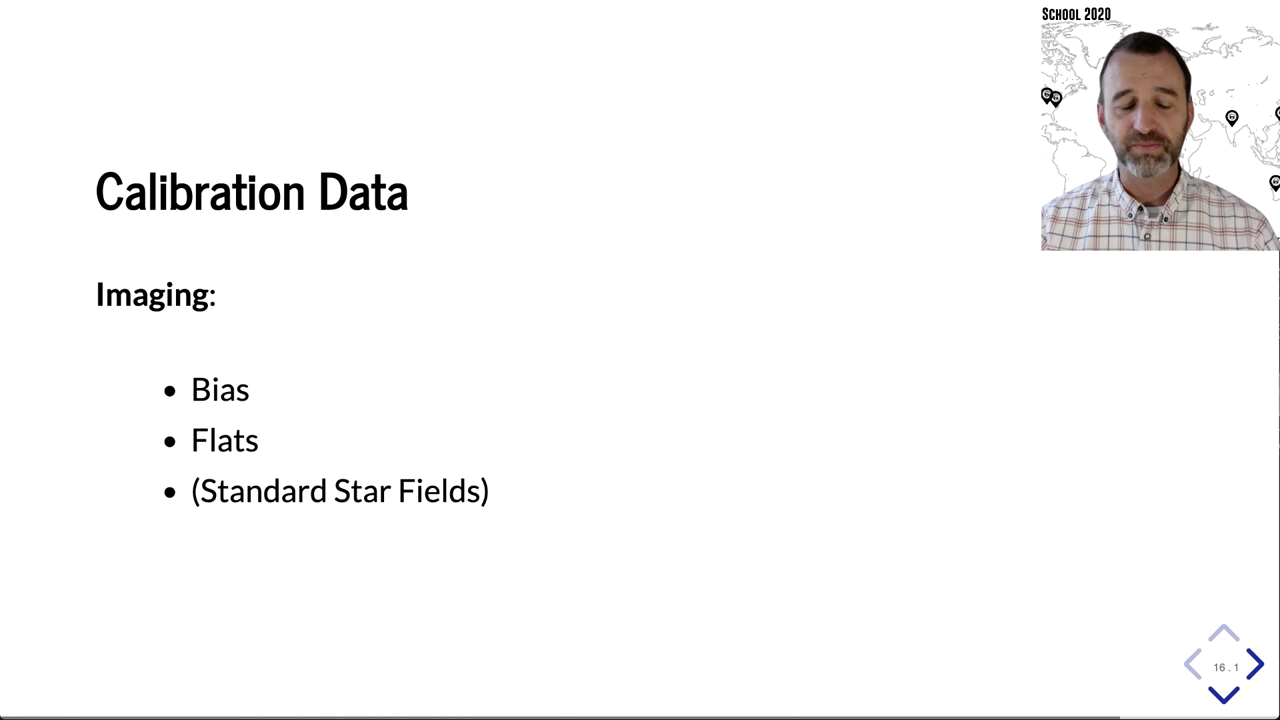 School 2020
Calibration Data
Imaging:
Bias
Flats
(Standard Star Fields)
16.1